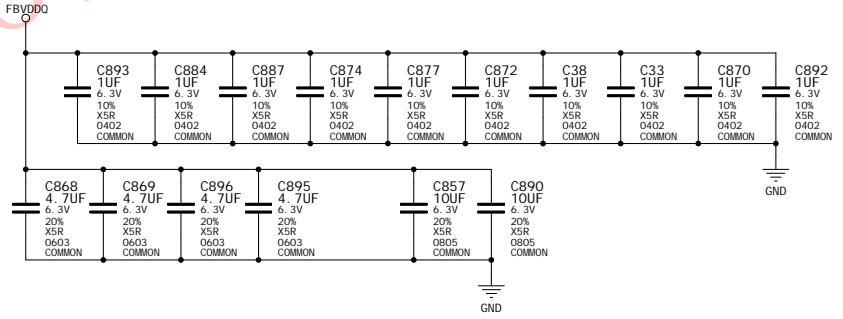 FBVDDQ
C893
1UF
6.3V
10%
X5R
0402
COMMON
C884
1UF
6.3V
10%
X5R
0402
COMMON
C887
1UF
6.3V
10%
X5R
0402
COMMON
C874
1UF
6.3V
10%
X5R
0402
COMMON
C877
1UF
6.3V
10%
X5R
0402
COMMON
C872
1UF
6.3V
10%
X5R
0402
COMMON
C38
1UF
6.3V
10%
X5R
0402
COMMON
C33
1UF
6.3V
10%
X5R
0402
COMMON
C870
1UF
6.3V
10%
X5R
0402
COMMON
C892
1UF
6.3V
10%
X5R
0402
COMMON
GND
C868
4.7UF
6.3V
20%
X5R
0603
COMMON
C869
4.7UF
6.3V
20%
X5R
0603
COMMON
C896
4.7UF
6.3V
20%
X5R
0603
COMMON
C895
4.7UF
6.3V
20%
X5R
0603
COMMON
C857
10UF
6.3V
20%
X5R
0805
COMMON
C890
10UF
6.3V
20%
X5R
0805
COMMON
GND